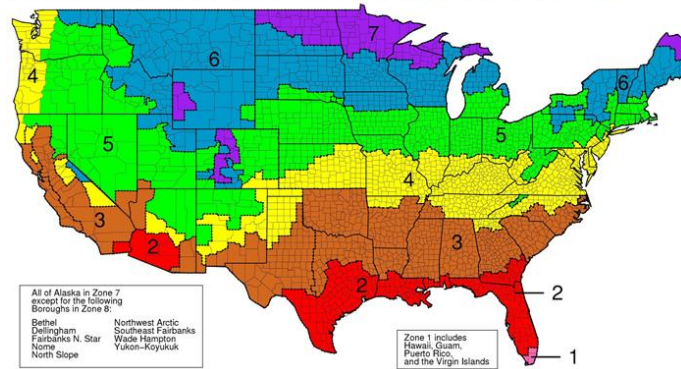 7
6
4
6
5
5
4
3
3
2
2
2
1
All of Alaska in Zone 7
except for the following
Boroughs in Zone 8:
Bethel
Dellingham
Fairbanks N. Star
Nome
North Slope
Northwest Arctic
Southeast Fairbanks
Wade Hampton
Yukon-Koyukuk
Zone 1 includes
Hawaii, Guam,
Puerto Rico,
and the Virgin Islands